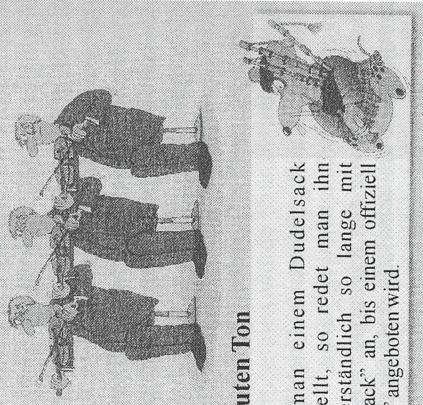 uten Ton
man einem Dudelsack
ellt, so redet man ihn
erständlich so lange mit
ack” an, bis einem offiziell
” angeboten wird.